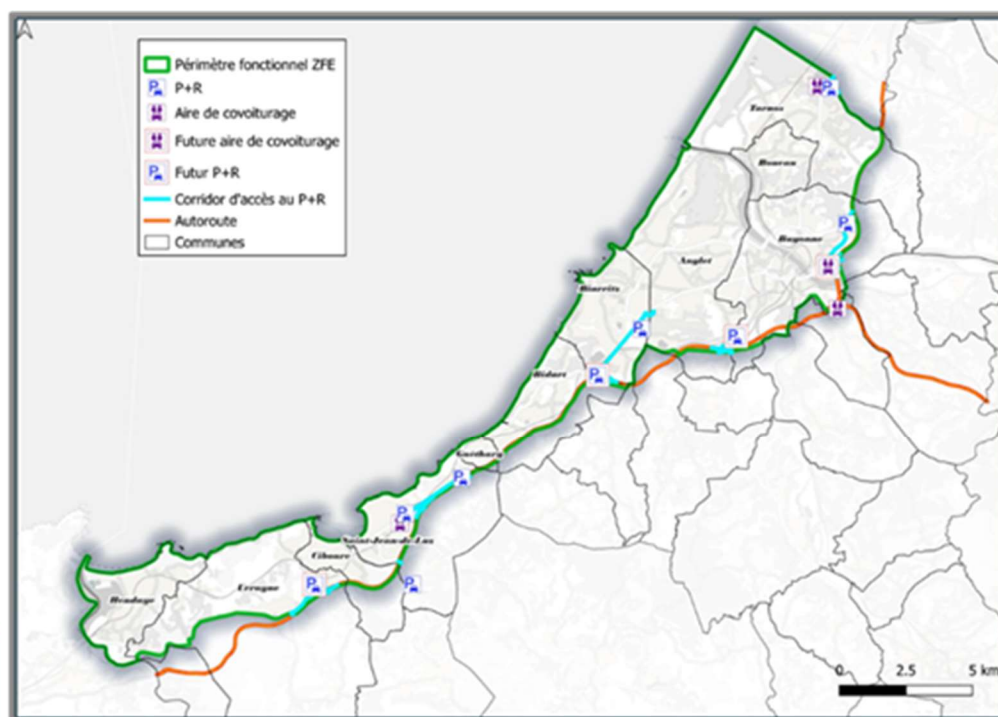 Périmètre fonctionnel ZFE
P+R
Aire de covoiturage
Future aire de covoiturage
Futur P+R
Corridor d'accès au P+R
Autoroute
Communes
Tarnos
Boucau
Bayonne
Anglet
Biarritz
Bidart
Guéthary
Saint-Jean-de-Luz
Ciboure
Urrugne
Hendaye
0 2.5 5 km